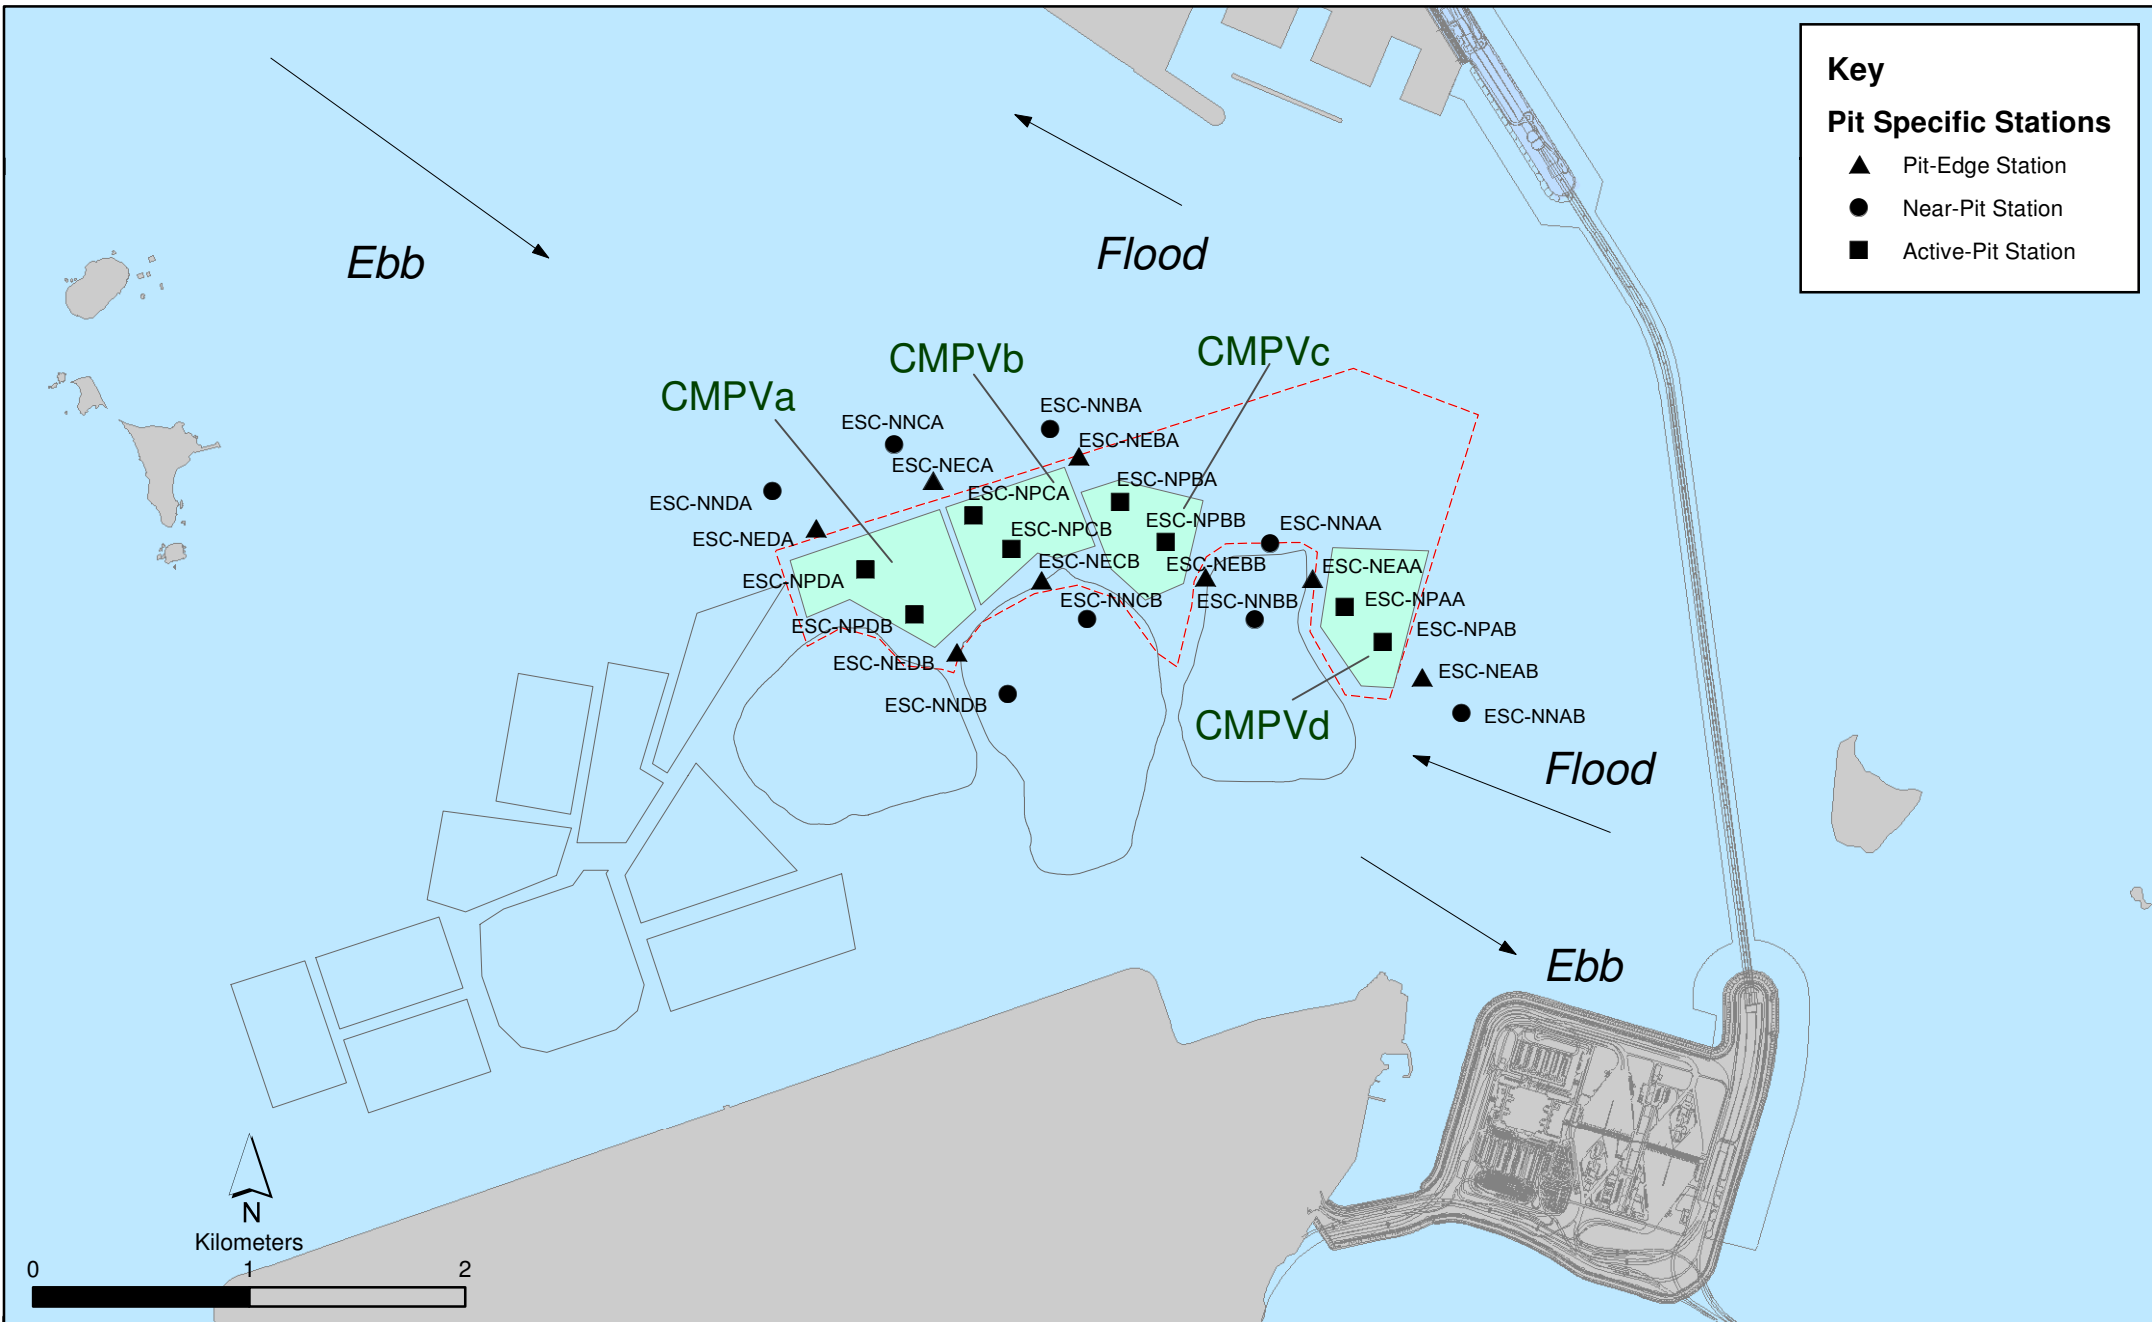 Key
Pit Specific Stations
Pit-Edge Station
Near-Pit Station
Active-Pit Station
Ebb
Flood
CMPVa
CMPVb
CMPVc
ESC-NNCA
ESC-NNBA
ESC-NEBA
ESC-NECA
ESC-NPCA
ESC-NPBA
ESC-NNDA
ESC-NEDA
ESC-NPCB
ESC-NPBB
ESC-NNAA
ESC-NECB
ESC-NEBB
ESC-NEAA
ESC-NPDA
ESC-NNCB
ESC-NNBB
ESC-NPAA
ESC-NPDB
ESC-NPAB
ESC-NEDB
ESC-NEAB
ESC-NNDB
ESC-NNAB
CMPVd
Flood
Ebb
N
Kilometers
0 1 2